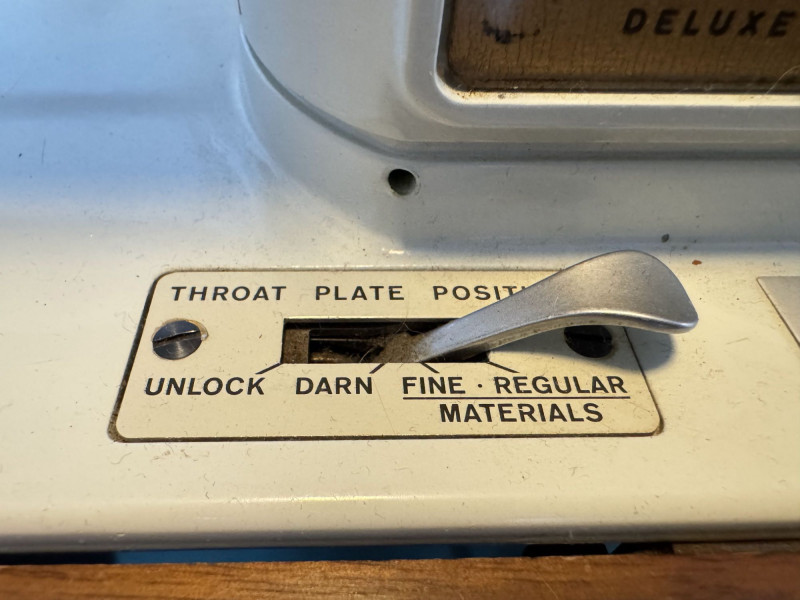 DELUXE
THROAT PLATE
UNLOCK DARN FINE · REGULAR
MATERIALS